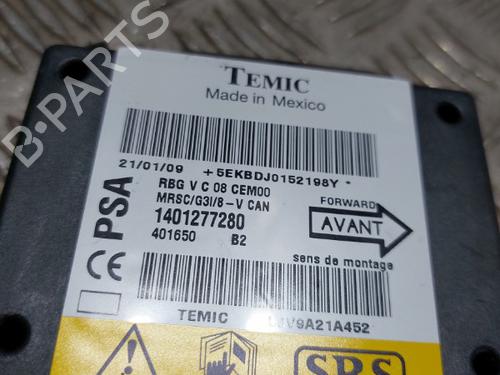 B-PARTS
TEMIC
Made in Mexico
21/01/09 +5EKBDJ0152198Y
RBG V C 08 CEM00
MRSC/G3I/8-V CAN
1401277280
401650 B2
PSA
CE
FORWARD
AVANT
sens de montage
TEMIC
SRS